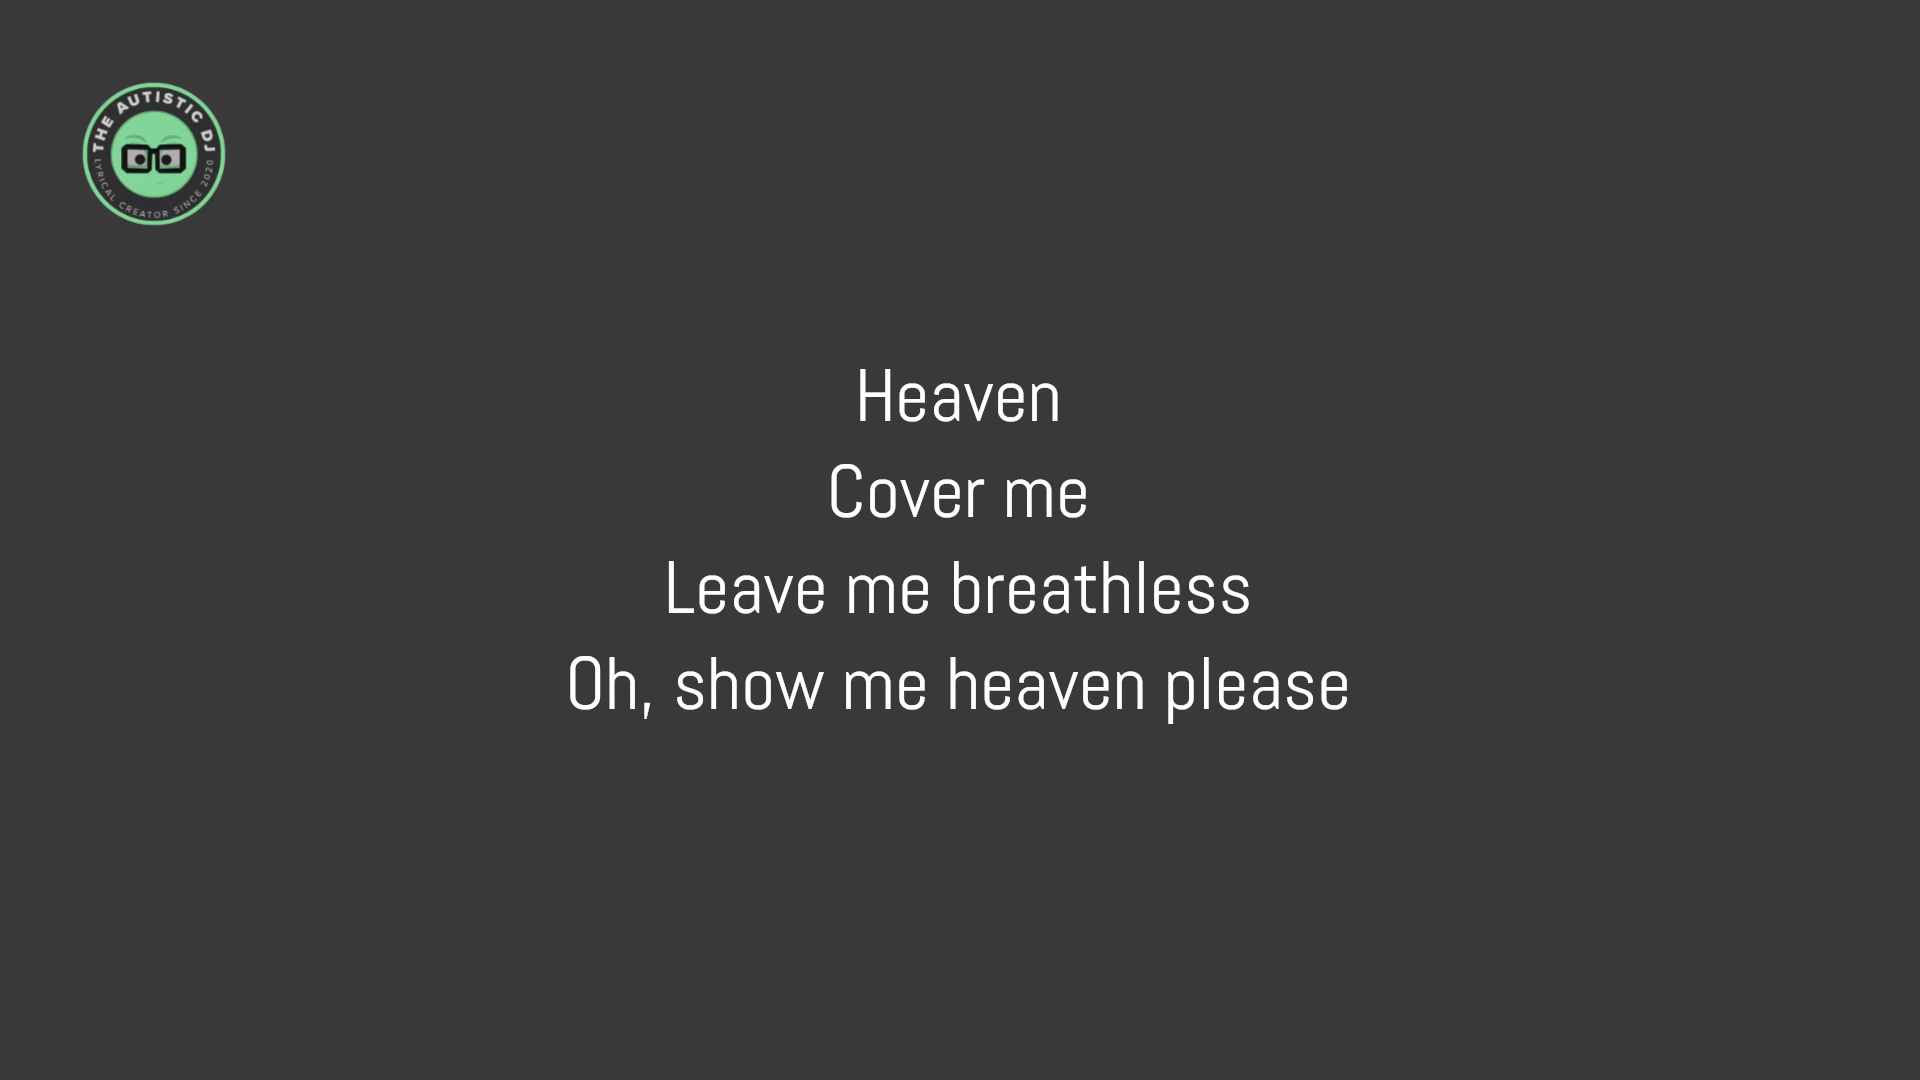 THE AUTISTIC DJ
LYRICAL CREATOR SINCE 2020
Heaven
Cover me
Leave me breathless
Oh, show me heaven please